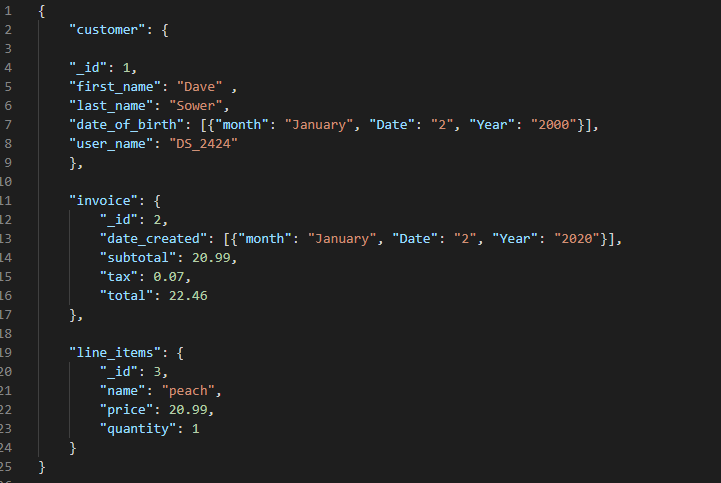 1 {
2 "customer": {
3
4 "_id": 1,
5 "first_name": "Dave" ,
6 "last_name": "Sower",
7 "date_of_birth": [{"month": "January", "Date": "2", "Year": "2000"}],
8 "user_name": "DS_2424"
9 },
10
11 "invoice": {
12 "_id": 2,
13 "date_created": [{"month": "January", "Date": "2", "Year": "2020"}],
14 "subtotal": 20.99,
15 "tax": 0.07,
16 "total": 22.46
17 },
18
19 "line_items": {
20 "_id": 3,
21 "name": "peach",
22 "price": 20.99,
23 "quantity": 1
24 }
25 }